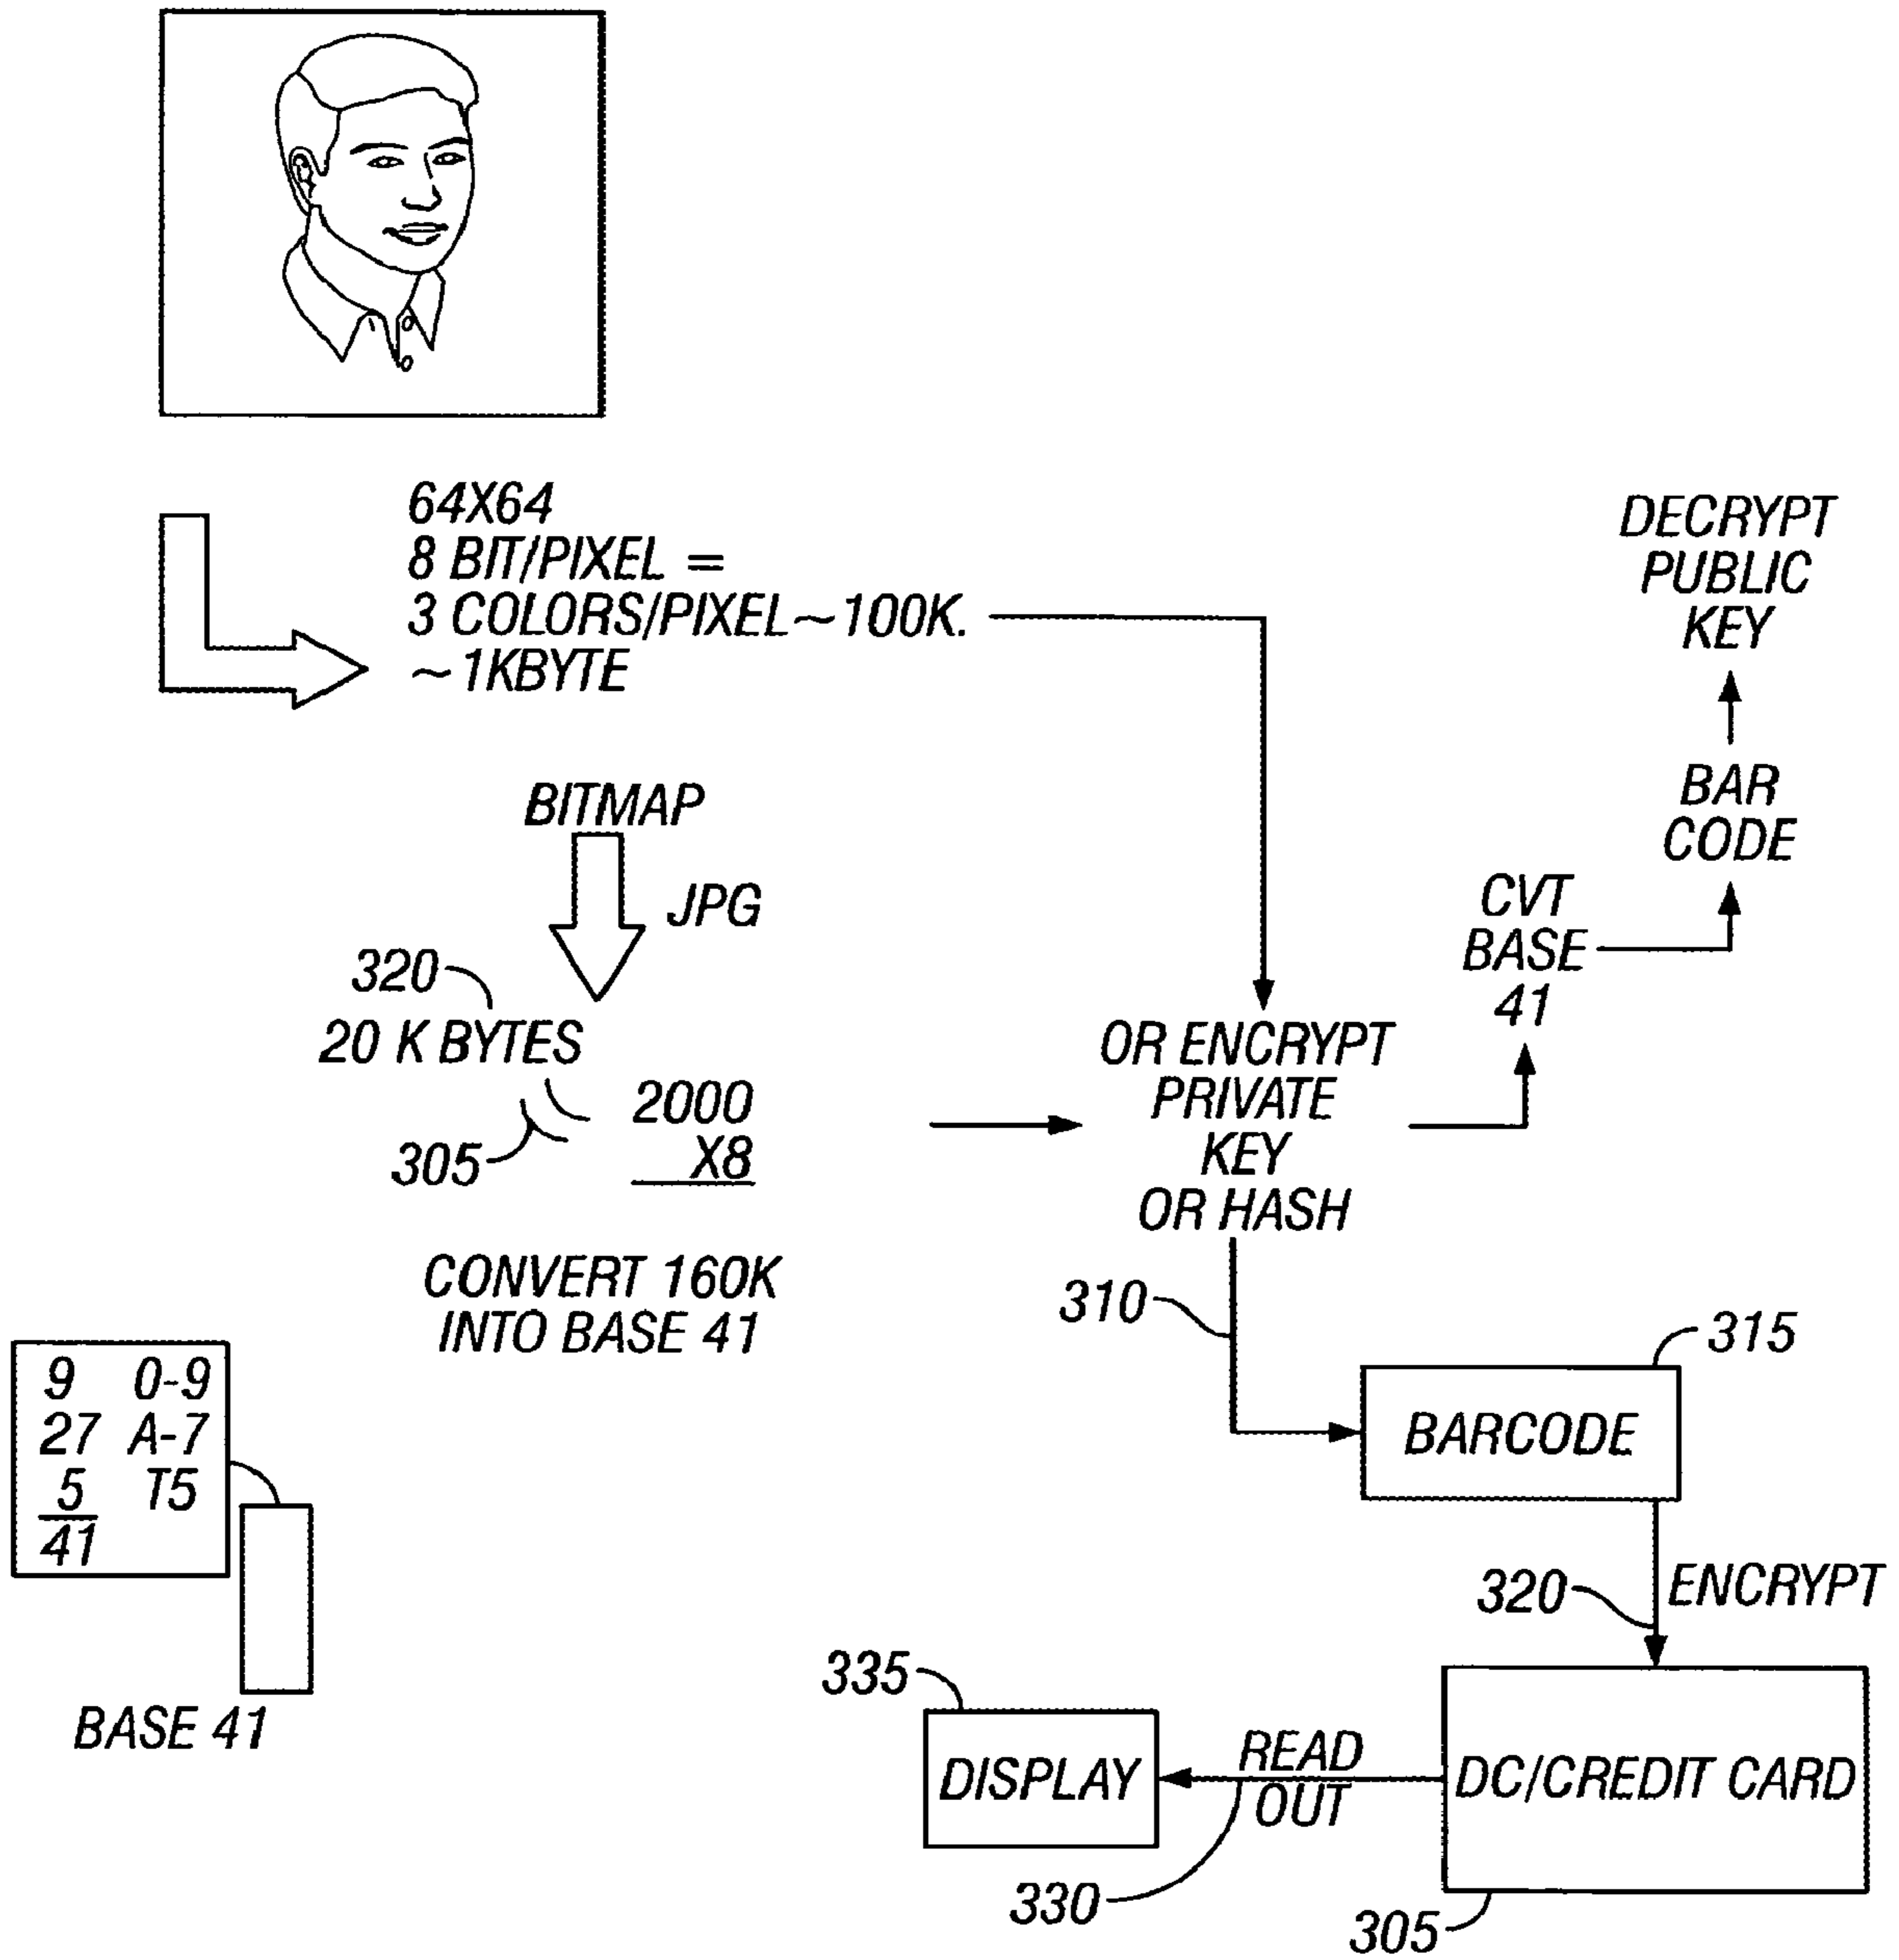 64X64
8 BIT/PIXEL =
3 COLORS/PIXEL~100K.
~1KBYTE
DECRYPT
PUBLIC
KEY
BITMAP
JPG
BAR
CODE
CVT
BASE
41
320
20 K BYTES
305
2000
X8
OR ENCRYPT
PRIVATE
KEY
OR HASH
CONVERT 160K
INTO BASE 41
310
315
BARCODE
9 0-9
27 A-7
5 T5
41
BASE 41
320
ENCRYPT
335
DISPLAY
READ
OUT
330
DC/CREDIT CARD
305